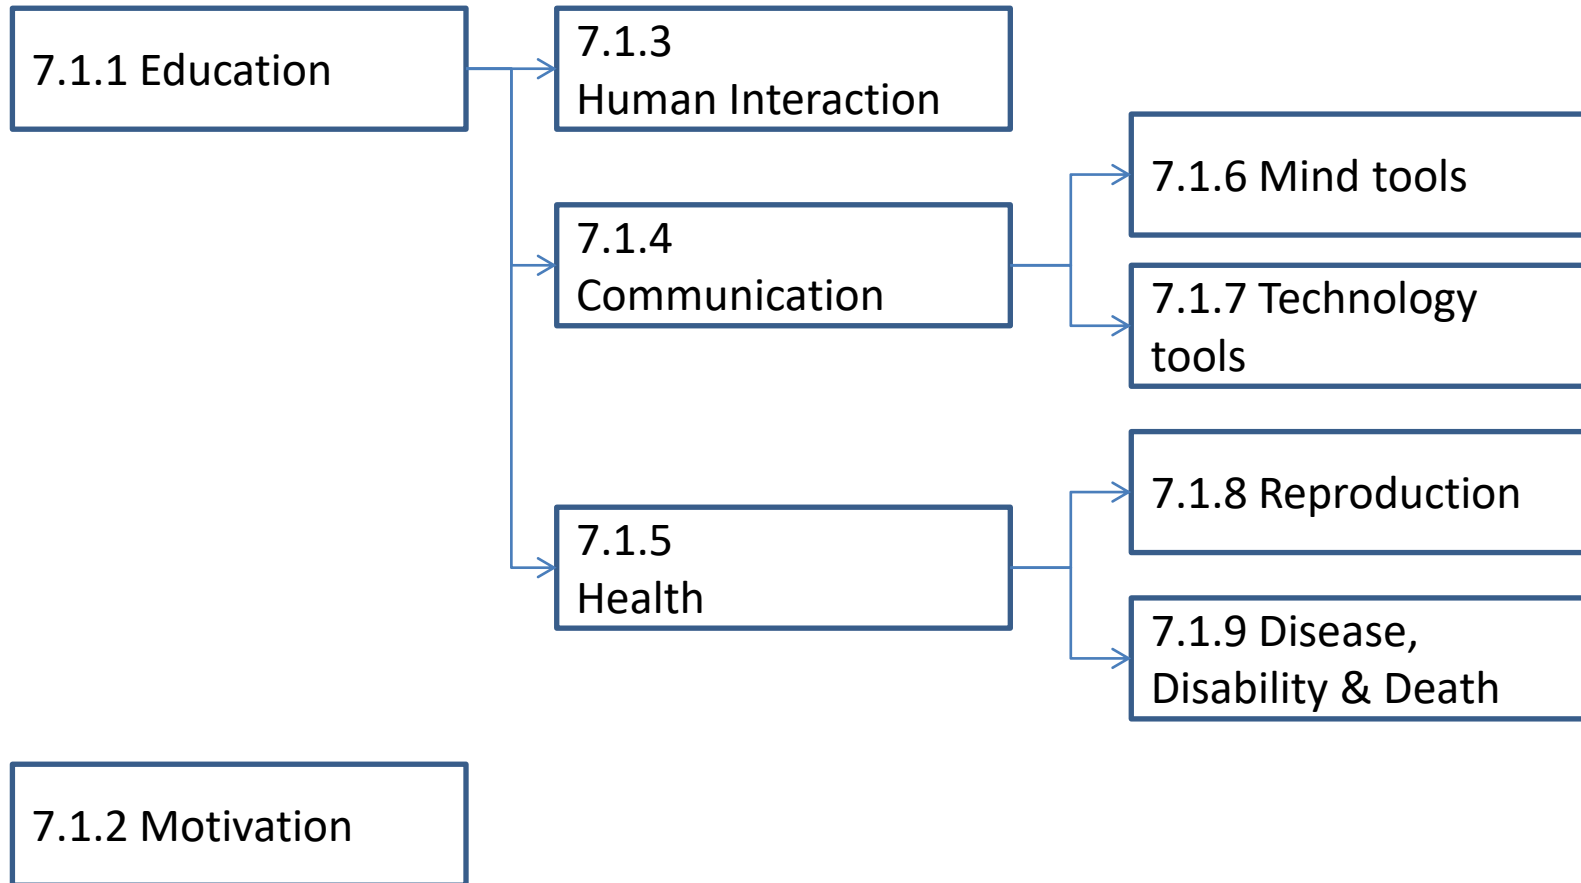 7.1.1 Education
7.1.3
Human Interaction
7.1.6 Mind tools
7.1.4
Communication
7.1.7 Technology
tools
7.1.8 Reproduction
7.1.5
Health
7.1.9 Disease,
Disability & Death
7.1.2 Motivation